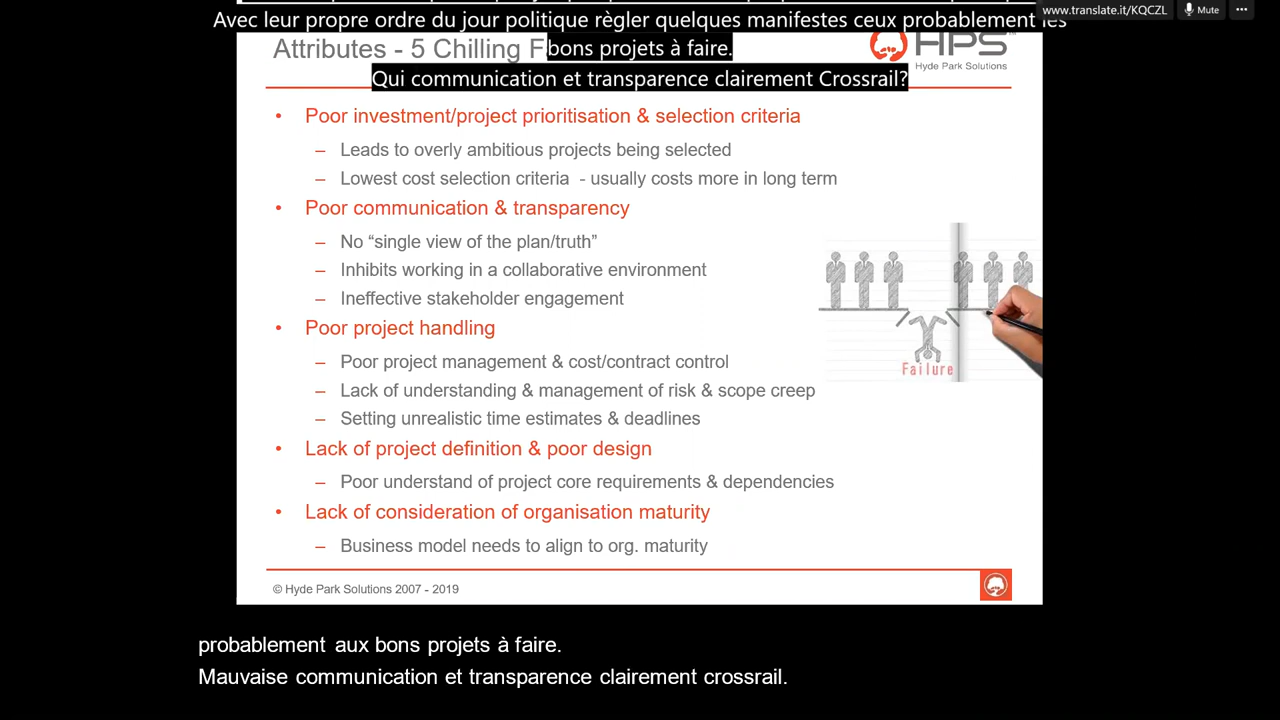 www.translate.it/KQCZL
Mute
Avec leur propre ordre du jour politique règler quelques manifestes ceux probablement les
bons projets à faire.
Attributes - 5 Chilling F
HPS
Hyde Park Solutions
Qui communication et transparence clairement Crossrail?
• Poor investment/project prioritisation & selection criteria
– Leads to overly ambitious projects being selected
– Lowest cost selection criteria - usually costs more in long term
• Poor communication & transparency
– No “single view of the plan/truth”
– Inhibits working in a collaborative environment
– Ineffective stakeholder engagement
• Poor project handling
– Poor project management & cost/contract control
– Lack of understanding & management of risk & scope creep
– Setting unrealistic time estimates & deadlines
Failure
• Lack of project definition & poor design
– Poor understand of project core requirements & dependencies
• Lack of consideration of organisation maturity
– Business model needs to align to org. maturity
© Hyde Park Solutions 2007 - 2019
probablement aux bons projets à faire.
Mauvaise communication et transparence clairement crossrail.